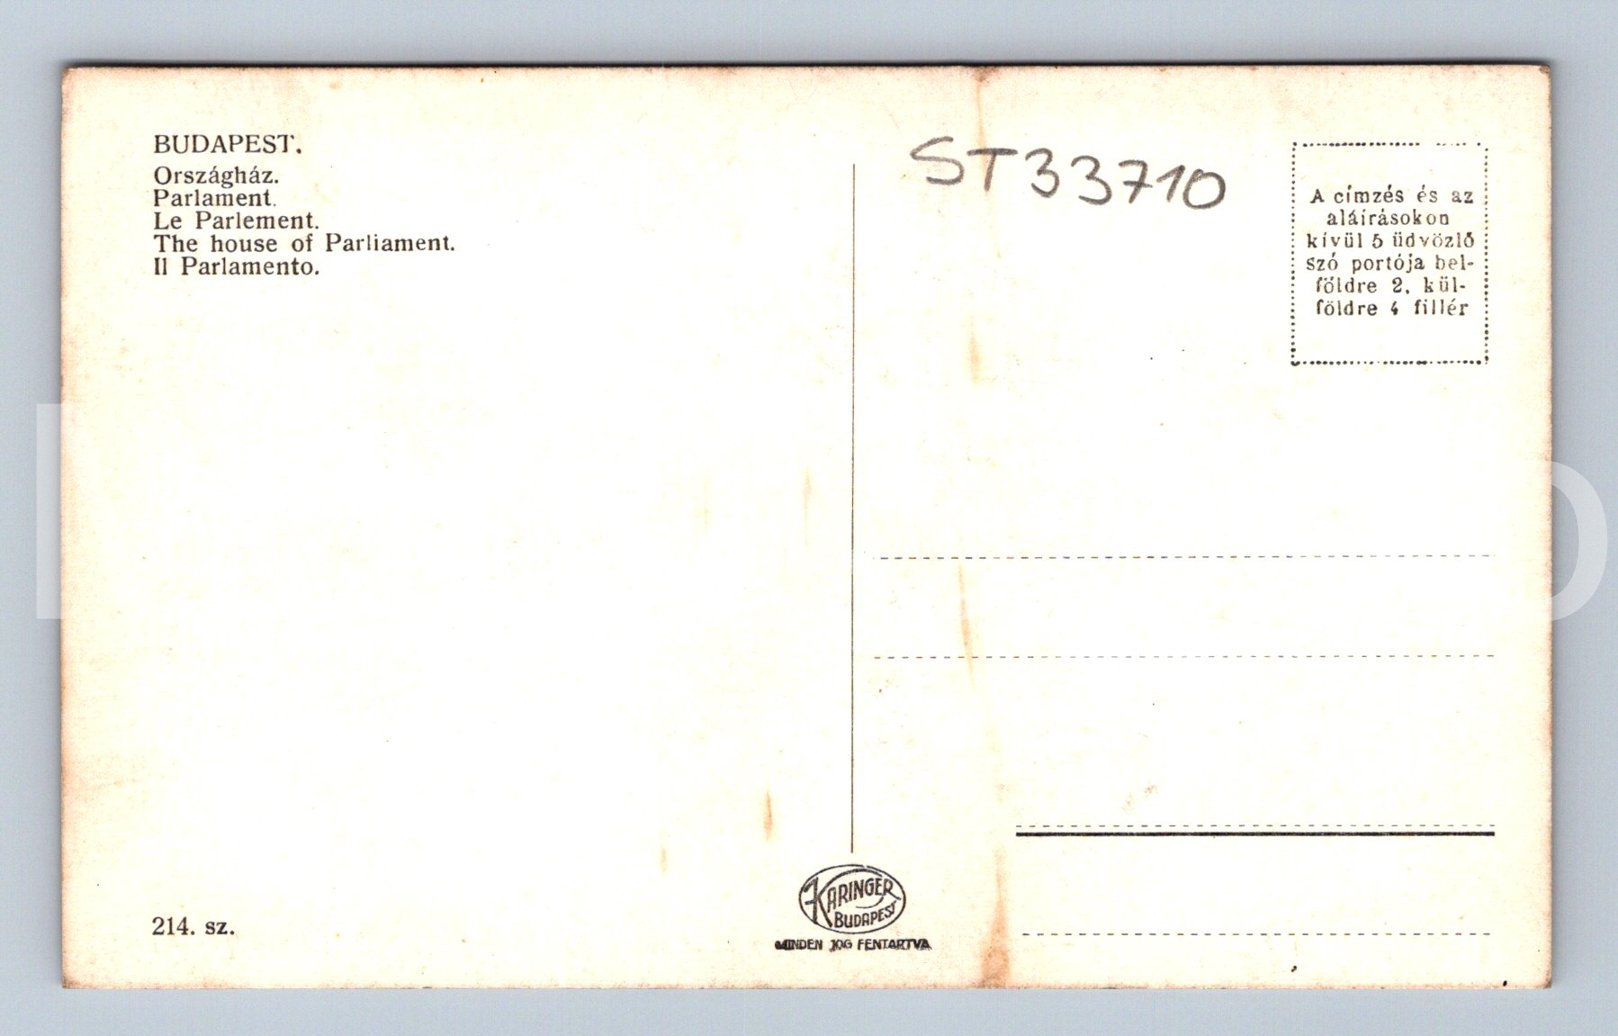 BUDAPEST.
Országház.
Parlament.
Le Parlement.
The house of Parliament.
Il Parlamento.
ST33710
A címzés és az
aláírásokon
kívül 5 üdvözlő
szó portója bel-
földre 2, kül-
földre 4 fillér
214. sz.
KARINGER
BUDAPEST
MINDEN JOG FENTARTVA